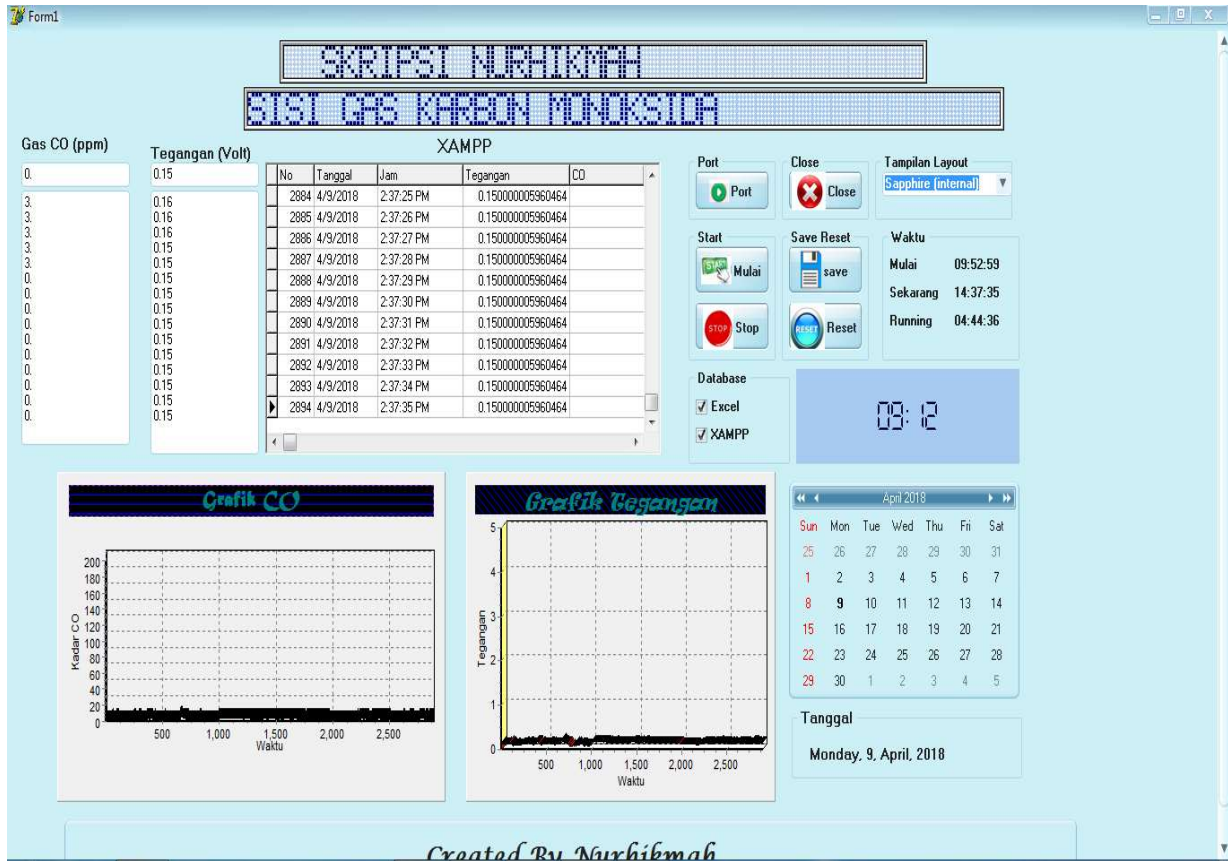 Form1
SKRIPSI NURHIKMAH
SISI GAS KARBON MONOKSIDA
Gas CO (ppm)
0.
3.
3.
3.
3.
3.
0.
0.
0.
0.
0.
0.
0.
0.
0.
0.
Tegangan (Volt)
0.15
0.16
0.16
0.16
0.15
0.15
0.15
0.15
0.15
0.15
0.15
0.15
0.15
0.15
0.15
0.15
XAMPP
No Tanggal Jam Tegangan CO
2884 4/9/2018 2:37:25 PM 0.150000005960464
2885 4/9/2018 2:37:26 PM 0.150000005960464
2886 4/9/2018 2:37:27 PM 0.150000005960464
2887 4/9/2018 2:37:28 PM 0.150000005960464
2888 4/9/2018 2:37:29 PM 0.150000005960464
2889 4/9/2018 2:37:30 PM 0.150000005960464
2890 4/9/2018 2:37:31 PM 0.150000005960464
2891 4/9/2018 2:37:32 PM 0.150000005960464
2892 4/9/2018 2:37:33 PM 0.150000005960464
2893 4/9/2018 2:37:34 PM 0.150000005960464
2894 4/9/2018 2:37:35 PM 0.150000005960464
Port
Port
Close
Close
Tampilan Layout
Sapphire (internal)
Start
START Mulai
STOP Stop
Save Reset
save
RESET Reset
Waktu
Mulai 09:52:59
Sekarang 14:37:35
Running 04:44:36
Database
Excel
XAMPP
09:12
Grafik CO
Kadar CO
200
180
160
140
120
100
80
60
40
20
0
500 1,000 1,500 2,000 2,500
Waktu
Grafik Tegangan
Tegangan
5
4
3
2
1
0
500 1,000 1,500 2,000 2,500
Waktu
April 2018
Sun Mon Tue Wed Thu Fri Sat
25 26 27 28 29 30 31
1 2 3 4 5 6 7
8 9 10 11 12 13 14
15 16 17 18 19 20 21
22 23 24 25 26 27 28
29 30 1 2 3 4 5
Tanggal
Monday, 9, April, 2018
Created By Nurhikmah